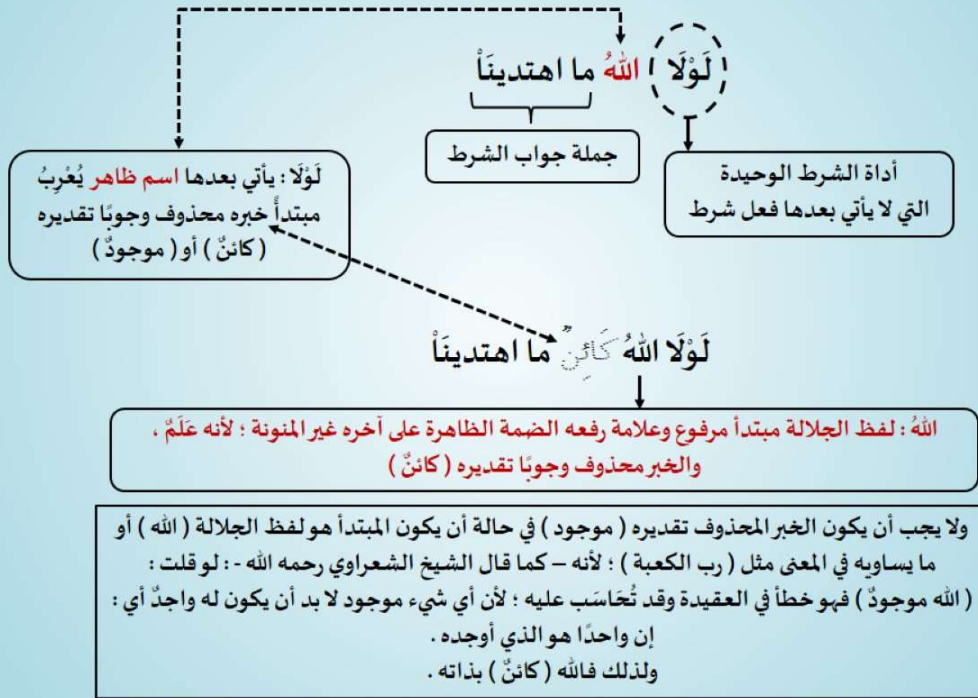 لَوْلَا اللهُ ما اهتدينَاْ
جملة جواب الشرط
أداة الشرط الوحيدة
التي لا يأتي بعدها فعل شرط
لَوْلَا : يأتي بعدها اسم ظاهر يُعْرِبُ
مبتدأً خبره محذوف وجوبًا تقديره
( كائنٌ ) أو ( موجودٌ )
لَوْلَا اللهُ كَائِنٌ ما اهتدينَاْ
اللهُ : لفظ الجلالة مبتدأ مرفوع وعلامة رفعه الضمة الظاهرة على آخره غير المنونة ؛ لأنه عَلَمٌ ،
والخبر محذوف وجوبًا تقديره ( كائنٌ )
ولا يجب أن يكون الخبر المحذوف تقديره ( موجود ) في حالة أن يكون المبتدأ هو لفظ الجلالة ( الله ) أو
ما يساويه في المعنى مثل ( رب الكعبة ) ؛ لأنه – كما قال الشيخ الشعراوي رحمه الله - : لو قلت :
( الله موجودٌ ) فهو خطأ في العقيدة وقد تُحَاسَب عليه ؛ لأن أي شيء موجود لا بد أن يكون له واجدٌ أي :
إن واحدًا هو الذي أوجده .
ولذلك فالله ( كائنٌ ) بذاته .